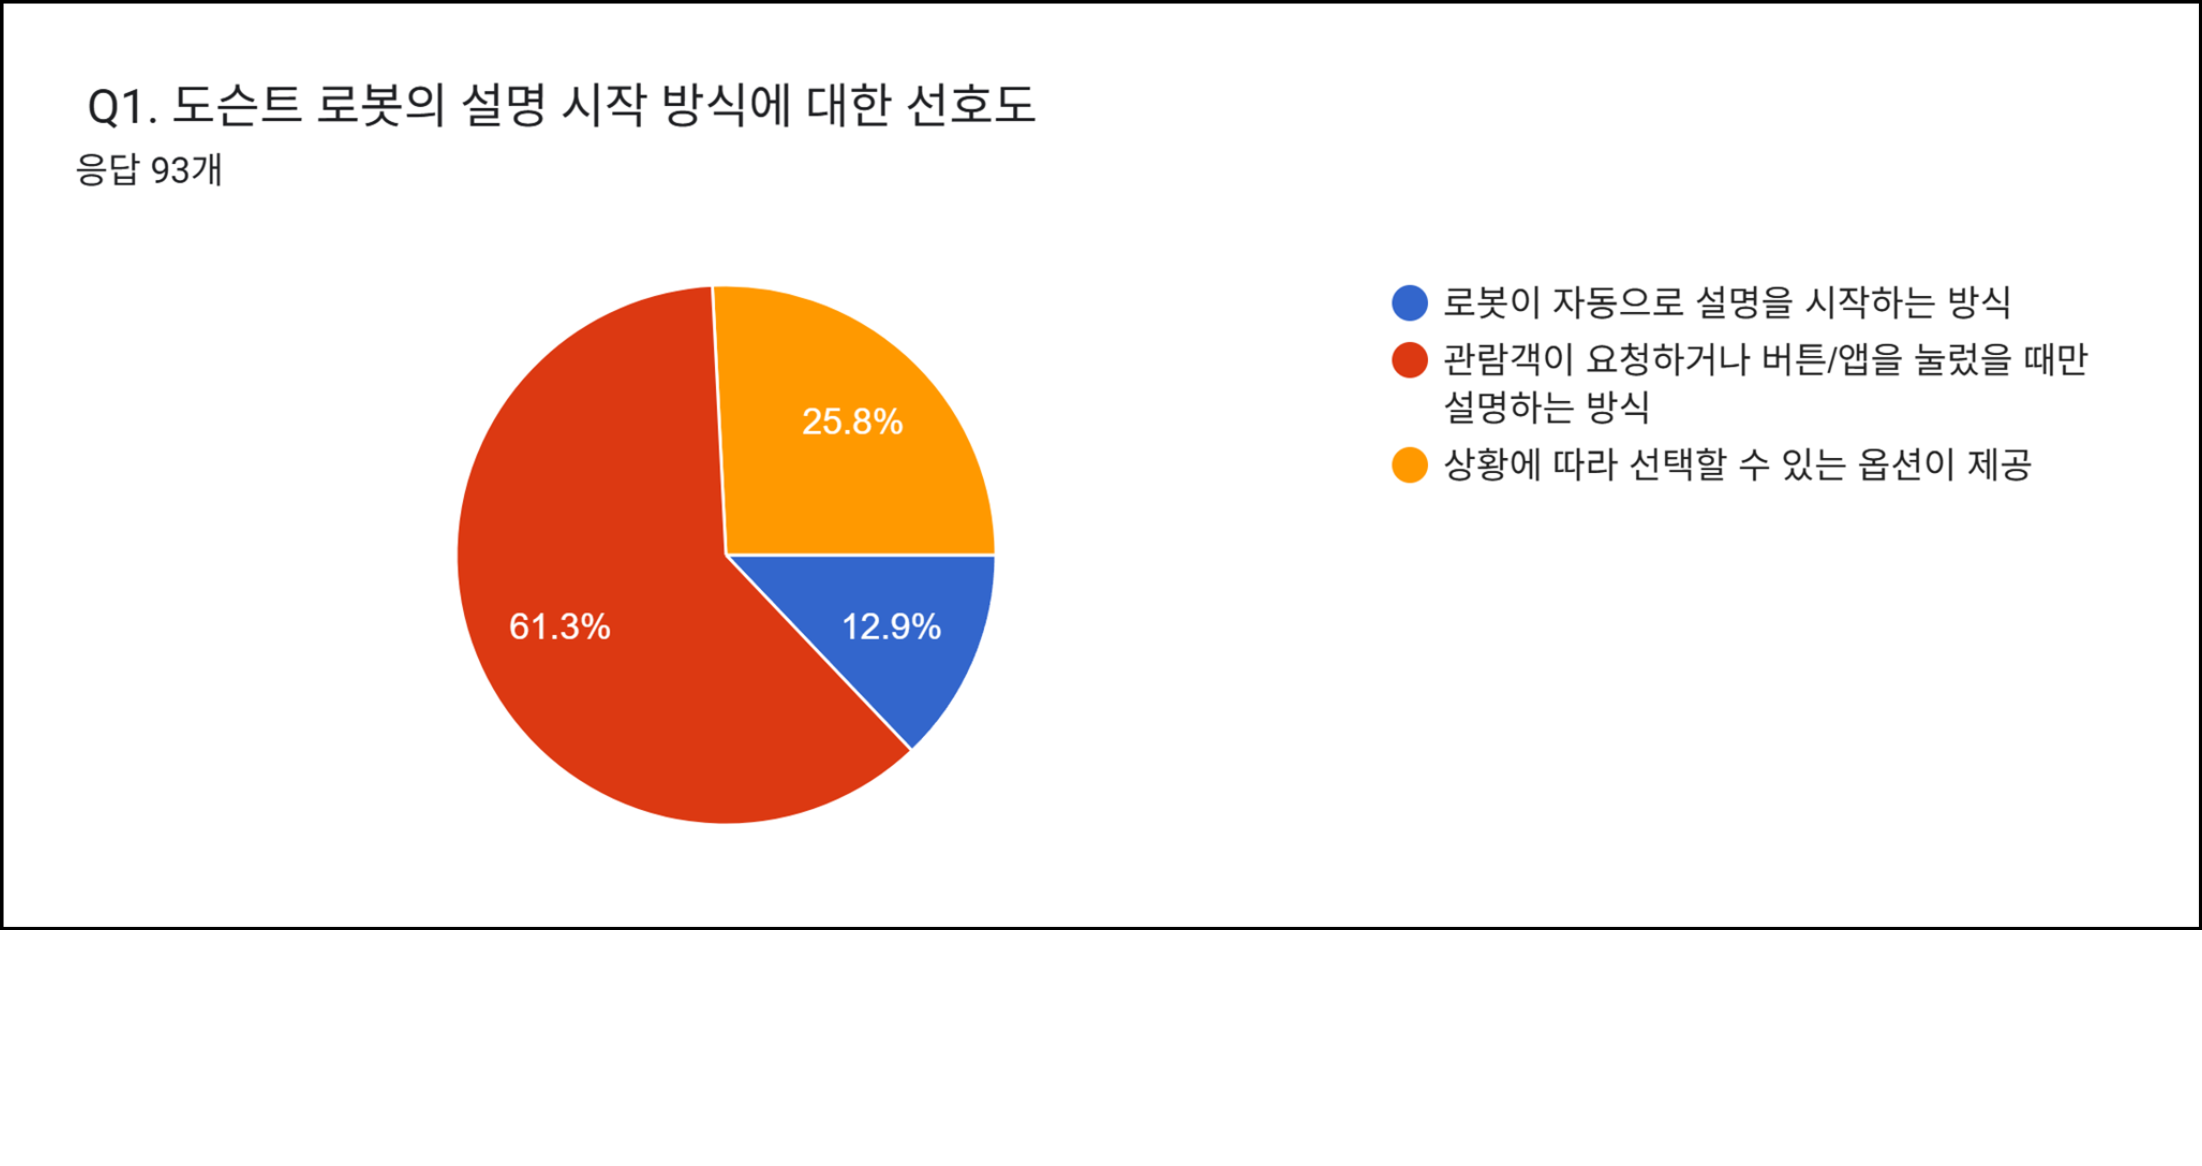 Q1. 도슨트 로봇의 설명 시작 방식에 대한 선호도
응답 93개
로봇이 자동으로 설명을 시작하는 방식
관람객이 요청하거나 버튼/앱을 눌렀을 때만
설명하는 방식
상황에 따라 선택할 수 있는 옵션이 제공
25.8%
61.3%
12.9%